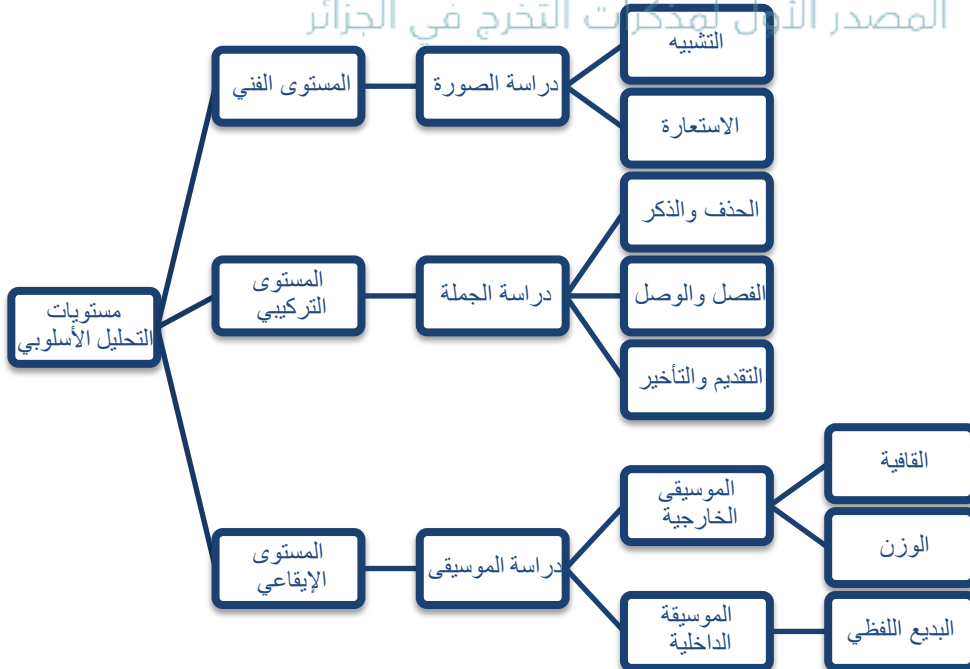 المصدر الأول لمذكرات التخرج في الجزائر
مستويات
التحليل الأسلوبي
المستوى الفني
دراسة الصورة
التشبيه
الاستعارة
المستوى
التركيبي
دراسة الجملة
الحذف والذكر
الفصل والوصل
التقديم والتأخير
المستوى
الإيقاعي
دراسة الموسيقى
الموسيقى
الخارجية
القافية
الوزن
الموسيقة
الداخلية
البديع اللفظي